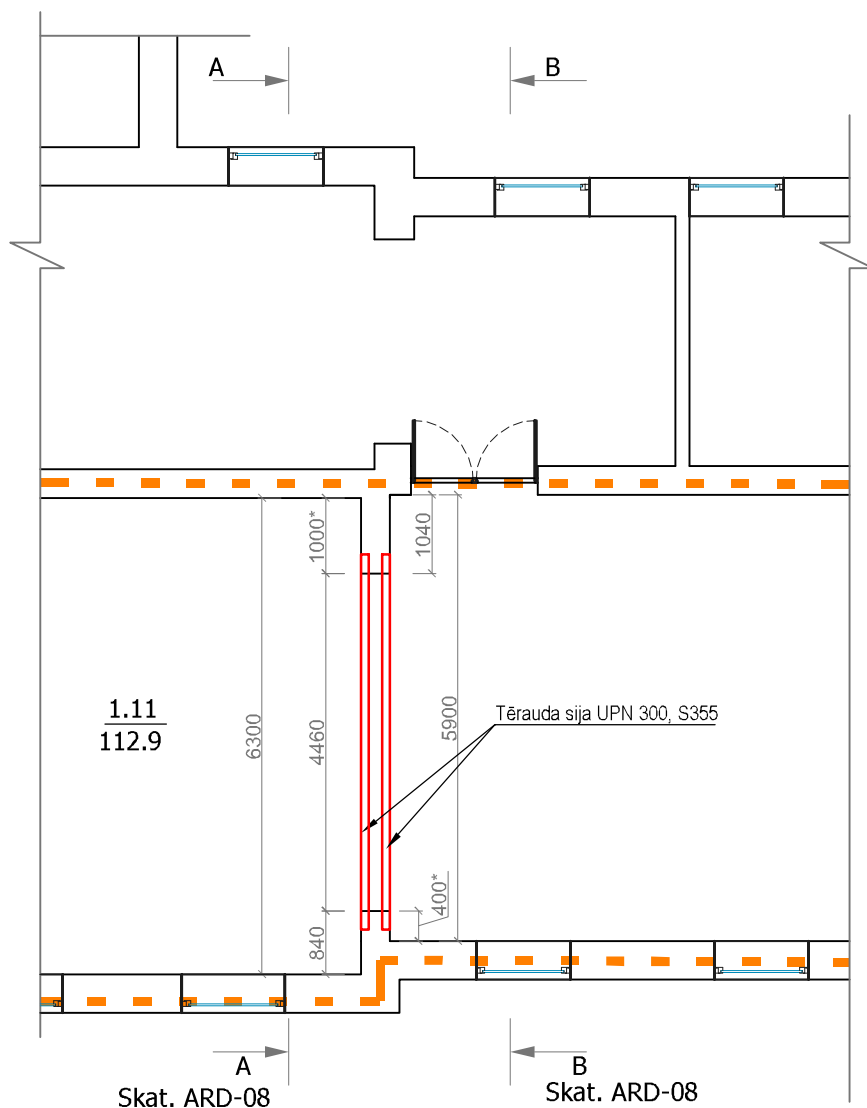 A
B
1000*
1040
1.11
112.9
6300
4460
5900
Tērauda sija UPN 300, S355
400*
840
A
B
Skat. ARD-08
Skat. ARD-08